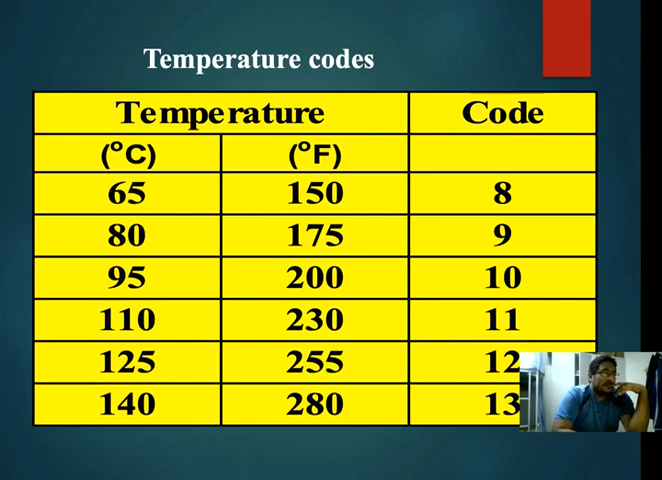 Temperature codes
Temperature Code
(°C) (°F)
65 150 8
80 175 9
95 200 10
110 230 11
125 255 12
140 280 13